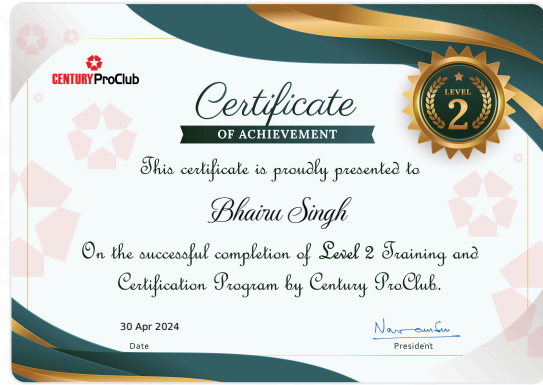 CENTURY ProClub
Certificate
OF ACHIEVEMENT
LEVEL
2
This certificate is proudly presented to
Bhairu Singh
On the successful completion of Level 2 Training and
Certification Program by Century ProClub.
30 Apr 2024
Date
President